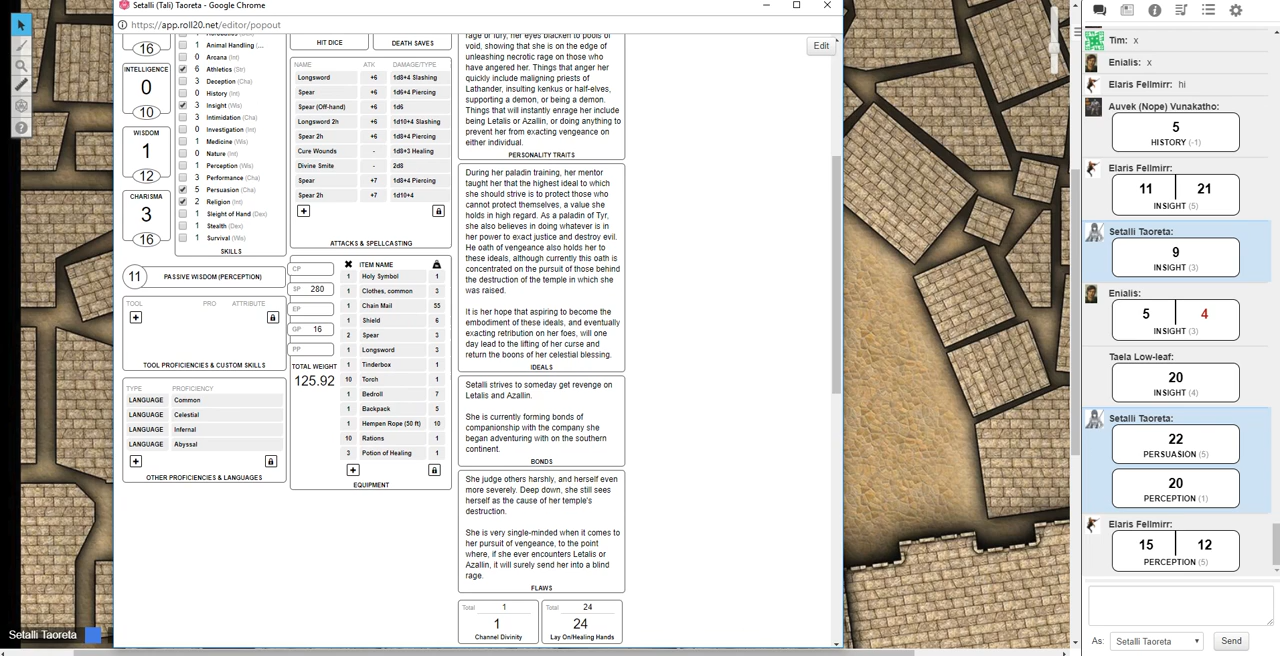 Setalli (Tali) Taoreta - Google Chrome
https://app.roll20.net/editor/popout
Edit
16
INTELLIGENCE
0
10
WISDOM
1
12
CHARISMA
3
16
1 Animal Handling (...
0 Arcana (Int)
6 Athletics (Str)
3 Deception (Cha)
0 History (Int)
3 Insight (Wis)
3 Intimidation (Cha)
0 Investigation (Int)
1 Medicine (Wis)
0 Nature (Int)
1 Perception (Wis)
3 Performance (Cha)
5 Persuasion (Cha)
2 Religion (Int)
1 Sleight of Hand (Dex)
1 Stealth (Dex)
1 Survival (Wis)
SKILLS
11 PASSIVE WISDOM (PERCEPTION)
TOOL PRO ATTRIBUTE
TOOL PROFICIENCIES & CUSTOM SKILLS
TYPE PROFICIENCY
LANGUAGE Common
LANGUAGE Celestial
LANGUAGE Infernal
LANGUAGE Abyssal
OTHER PROFICIENCIES & LANGUAGES
HIT DICE DEATH SAVES
NAME ATK DAMAGE/TYPE
Longsword +6 1d8+4 Slashing
Spear +6 1d6+4 Piercing
Spear (Off-hand) +6 1d6
Longsword 2h +6 1d10+4 Slashing
Spear 2h +6 1d8+4 Piercing
Cure Wounds - 1d8+3 Healing
Divine Smite - 2d8
Spear +7 1d8+4 Piercing
Spear 2h +7 1d10+4
ATTACKS & SPELLCASTING
CP
SP 280
EP
GP 16
PP
TOTAL WEIGHT
125.92
ITEM NAME
1 Holy Symbol 1
1 Clothes, common 3
1 Chain Mail 55
1 Shield 6
2 Spear 3
1 Longsword 3
1 Tinderbox 1
10 Torch 1
1 Bedroll 7
1 Backpack 5
1 Hempen Rope (50 ft) 10
10 Rations 1
3 Potion of Healing 1
EQUIPMENT
rage or fury, her eyes blacken to pools of
void, showing that she is on the edge of
unleashing necrotic rage on those who
have angered her. Things that anger her
quickly include maligning priests of
Lathander, insulting kenkus or half-elves,
supporting a demon, or being a demon.
Things that will instantly enrage her include
being Letalis or Azallin, or doing anything to
prevent her from exacting vengeance on
either individual.
PERSONALITY TRAITS
During her paladin training, her mentor
taught her that the highest ideal to which
she should strive is to protect those who
cannot protect themselves, a value she
holds in high regard. As a paladin of Tyr,
she also believes in doing whatever is in
her power to exact justice and destroy evil.
He oath of vengeance also holds her to
these ideals, although currently this oath is
concentrated on the pursuit of those behind
the destruction of the temple in which she
was raised.
It is her hope that aspiring to become the
embodiment of these ideals, and eventually
exacting retribution on her foes, will one
day lead to the lifting of her curse and
return the boons of her celestial blessing.
IDEALS
Setalli strives to someday get revenge on
Letalis and Azallin.
She is currently forming bonds of
companionship with the company she
began adventuring with on the southern
continent.
BONDS
She judge others harshly, and herself even
more severely. Deep down, she still sees
herself as the cause of her temple's
destruction.
She is very single-minded when it comes to
her pursuit of vengeance, to the point
where, if she ever encounters Letalis or
Azallin, it will surely send her into a blind
rage.
FLAWS
Total 1
1
Channel Divinity
Total 24
24
Lay On/Healing Hands
Setalli Taoreta
Tim: x
Enialis: x
Elaris Fellmirr: hi
Auvek (Nope) Vunakatho:
5
HISTORY (-1)
Elaris Fellmirr:
11 21
INSIGHT (5)
Setalli Taoreta:
9
INSIGHT (3)
Enialis:
5 4
INSIGHT (3)
Taela Low-leaf:
20
INSIGHT (4)
Setalli Taoreta:
22
PERSUASION (5)
20
PERCEPTION (1)
Elaris Fellmirr:
15 12
PERCEPTION (5)
As: Setalli Taoreta Send